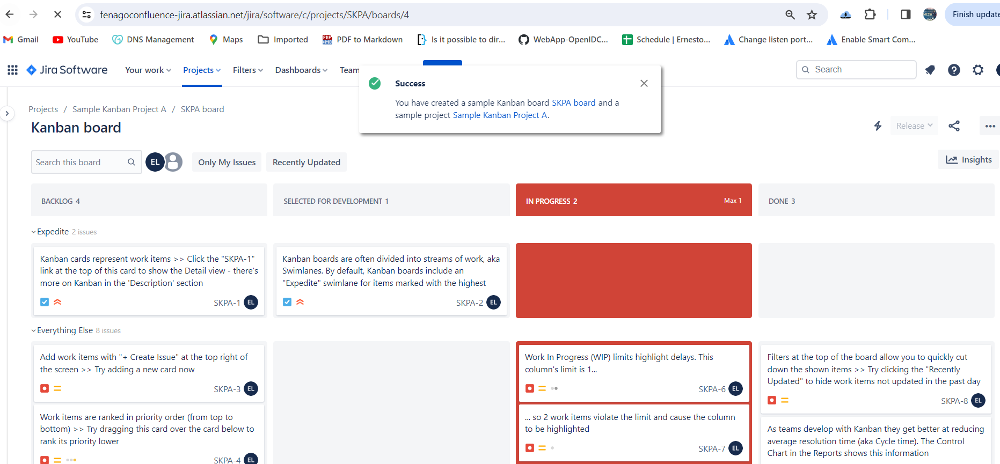 fenagoconfluence-jira.atlassian.net/jira/software/c/projects/SKPA/boards/4
Finish update
Gmail YouTube DNS Management Maps Imported PDF to Markdown Is it possible to dir... WebApp-OpenIDC... Schedule | Ernesto... Change listen port... Enable Smart Com...
Jira Software Your work Projects Filters Dashboards Team Search
Success
You have created a sample Kanban board SKPA board and a
sample project Sample Kanban Project A.
Projects / Sample Kanban Project A / SKPA board
Kanban board
Release
Search this board EL Only My Issues Recently Updated
Insights
BACKLOG 4 SELECTED FOR DEVELOPMENT 1 IN PROGRESS 2 Max 1 DONE 3
Expedite 2 issues
Kanban cards represent work items >> Click the "SKPA-1"
link at the top of this card to show the Detail view - there's
more on Kanban in the 'Description' section
SKPA-1 EL
Kanban boards are often divided into streams of work, aka
Swimlanes. By default, Kanban boards include an
"Expedite" swimlane for items marked with the highest
SKPA-2 EL
Everything Else 8 issues
Add work items with "+ Create Issue" at the top right of
the screen >> Try adding a new card now
SKPA-3 EL
Work items are ranked in priority order (from top to
bottom) >> Try dragging this card over the card below to
rank its priority lower
SKPA-4 EL
Work In Progress (WIP) limits highlight delays. This
column's limit is 1...
SKPA-6 EL
... so 2 work items violate the limit and cause the column
to be highlighted
SKPA-7 EL
Filters at the top of the board allow you to quickly cut
down the shown items >> Try clicking the "Recently
Updated" to hide work items not updated in the past day
SKPA-8 EL
As teams develop with Kanban they get better at reducing
average resolution time (aka Cycle time). The Control
Chart in the Reports shows this information